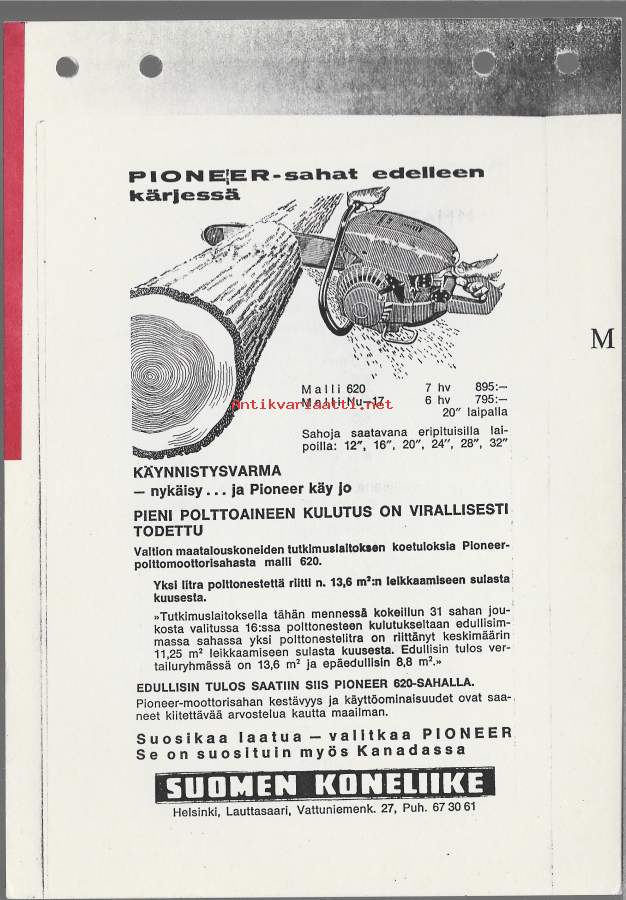 PIONEER-sahat edelleen
kärjessä
M
Malli 620 7 hv 895:—
Malli Nu—17 6 hv 795:—
Antikvariaatti.net
20" laipalla
Sahoja saatavana eripituisilla lai-
poilla: 12", 16", 20", 24", 28", 32"
KÄYNNISTYSVARMA
— nykäisy... ja Pioneer käy jo
PIENI POLTTOAINEEN KULUTUS ON VIRALLISESTI
TODETTU
Valtion maatalouskoneiden tutkimuslaitoksen koetuloksia Pioneer-
polttomoottorisahasta malli 620.
Yksi litra polttonestettä riitti n. 13,6 m²:n leikkaamiseen sulasta
kuusesta.
»Tutkimuslaitoksella tähän mennessä kokeillun 31 sahan jou-
kosta valitussa 16:ssa polttonesteen kulutukseltaan edullisim-
massa sahassa yksi polttonestelitra on riittänyt keskimäärin
11,25 m² leikkaamiseen sulasta kuusesta. Edullisin tulos ver-
tailuryhmässä on 13,6 m² ja epäedullisin 8,8 m².»
EDULLISIN TULOS SAATIIN SIIS PIONEER 620-SAHALLA.
Pioneer-moottorisahan kestävyys ja käyttöominaisuudet ovat saa-
neet kiitettävää arvostelua kautta maailman.
Suosikaa laatua — valitkaa PIONEER
Se on suosituin myös Kanadassa
SUOMEN KONELIIKE
Helsinki, Lauttasaari, Vattuniemenk. 27, Puh. 67 30 61